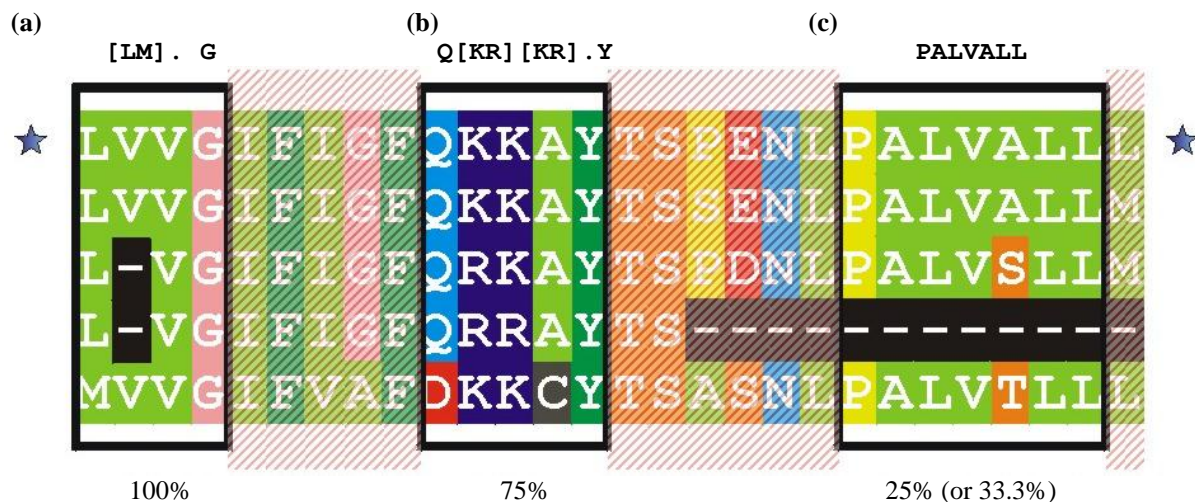 (a) (b) (c)
[LM]. G Q[KR][KR].Y PALVALL
LVVGIFIGFQKKAYTSPENLPALVALLL
LVVGIFIGFQKKAYTSSENLPALVALLM
L-VGIFIGFQRKAYTSPDNLPALVSLLM
L-VGIFIGFQRRAYTS------------
MVVGIFVAFDKKCYTSASNLPALVTLLL
100% 75% 25% (or 33.3%)